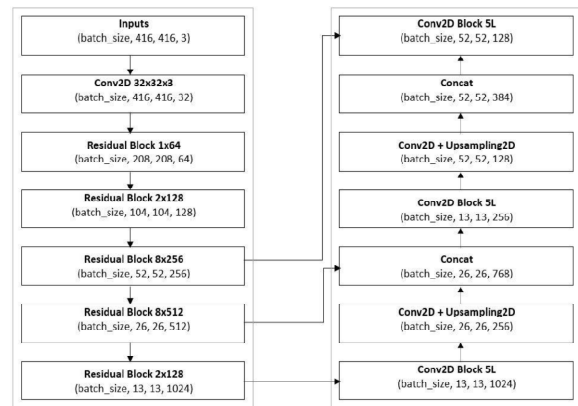 Inputs
(batch_size, 416, 416, 3)
Conv2D 32x32x3
(batch_size, 416, 416, 32)
Residual Block 1x64
(batch_size, 208, 208, 64)
Residual Block 2x128
(batch_size, 104, 104, 128)
Residual Block 8x256
(batch_size, 52, 52, 256)
Residual Block 8x512
(batch_size, 26, 26, 512)
Residual Block 2x128
(batch_size, 13, 13, 1024)
Conv2D Block 5L
(batch_size, 52, 52, 128)
Concat
(batch_size, 52, 52, 384)
Conv2D + Upsampling2D
(batch_size, 52, 52, 128)
Conv2D Block 5L
(batch_size, 13, 13, 256)
Concat
(batch_size, 26, 26, 768)
Conv2D + Upsampling2D
(batch_size, 26, 26, 256)
Conv2D Block 5L
(batch_size, 13, 13, 1024)